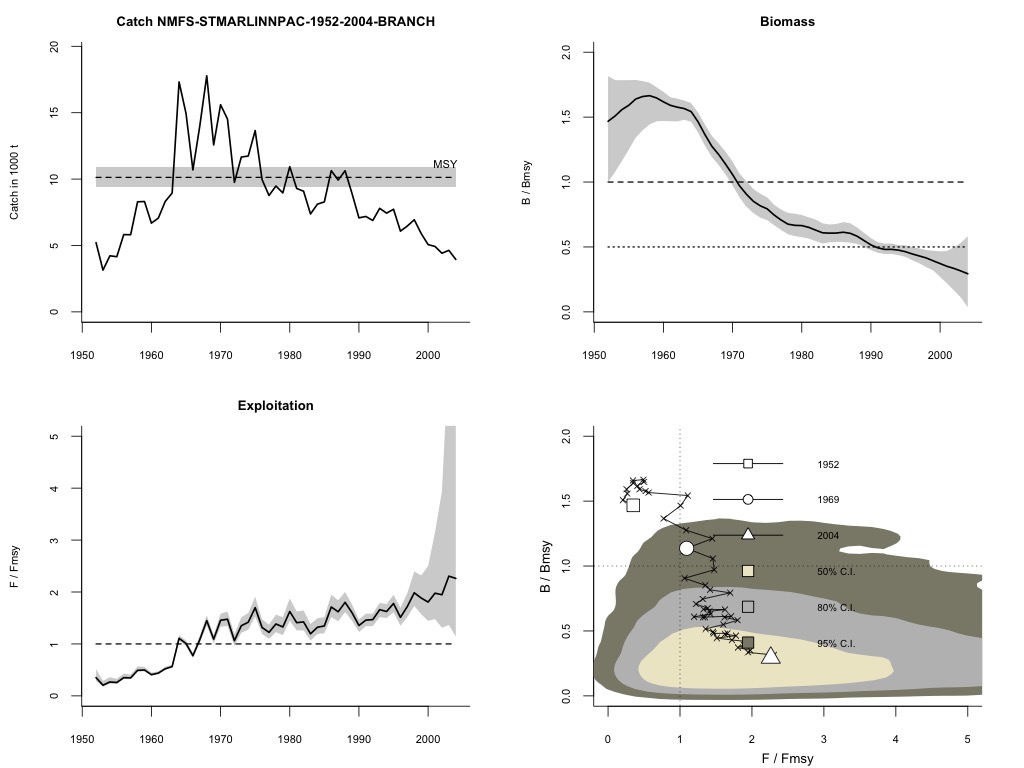 Catch NMFS-STMARLINNPAC-1952-2004-BRANCH
Catch in 1000 t
20
15
10
5
0
MSY
1950 1960 1970 1980 1990 2000
Biomass
B / Bmsy
2.0
1.5
1.0
0.5
0.0
1950 1960 1970 1980 1990 2000
Exploitation
F / Fmsy
5
4
3
2
1
0
1950 1960 1970 1980 1990 2000
B / Bmsy
2.0
1.5
1.0
0.5
0.0
1952
1969
2004
50% C.I.
80% C.I.
95% C.I.
0 1 2 3 4 5
F / Fmsy